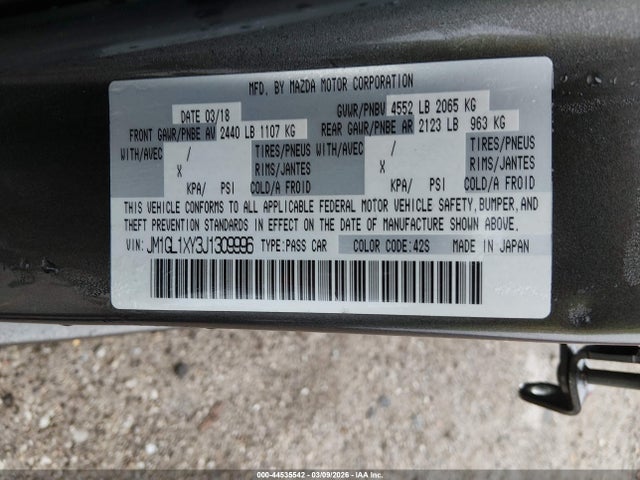 MFD. BY MAZDA MOTOR CORPORATION
DATE 03/18 GVWR/PNBV 4552 LB 2065 KG
FRONT GAWR/PNBE AV 2440 LB 1107 KG REAR GAWR/PNBE AR 2123 LB 963 KG
WITH/AVEC / TIRES/PNEUS WITH/AVEC / TIRES/PNEUS
X RIMS/JANTES X RIMS/JANTES
KPA/ PSI COLD/A FROID KPA/ PSI COLD/A FROID
THIS VEHICLE CONFORMS TO ALL APPLICABLE FEDERAL MOTOR VEHICLE SAFETY, BUMPER, AND
THEFT PREVENTION STANDARDS IN EFFECT ON THE DATE OF MANUFACTURE SHOWN ABOVE.
VIN: JM1GL1XY3J1309996 TYPE: PASS CAR COLOR CODE: 42S MADE IN JAPAN
000-44535542 - 03/09/2026 - IAA Inc.